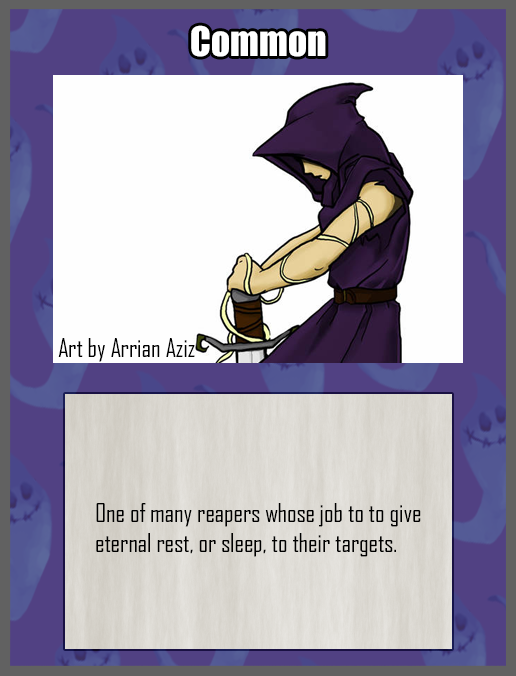 Common
Art by Arrian Aziz
One of many reapers whose job to to give
eternal rest, or sleep, to their targets.